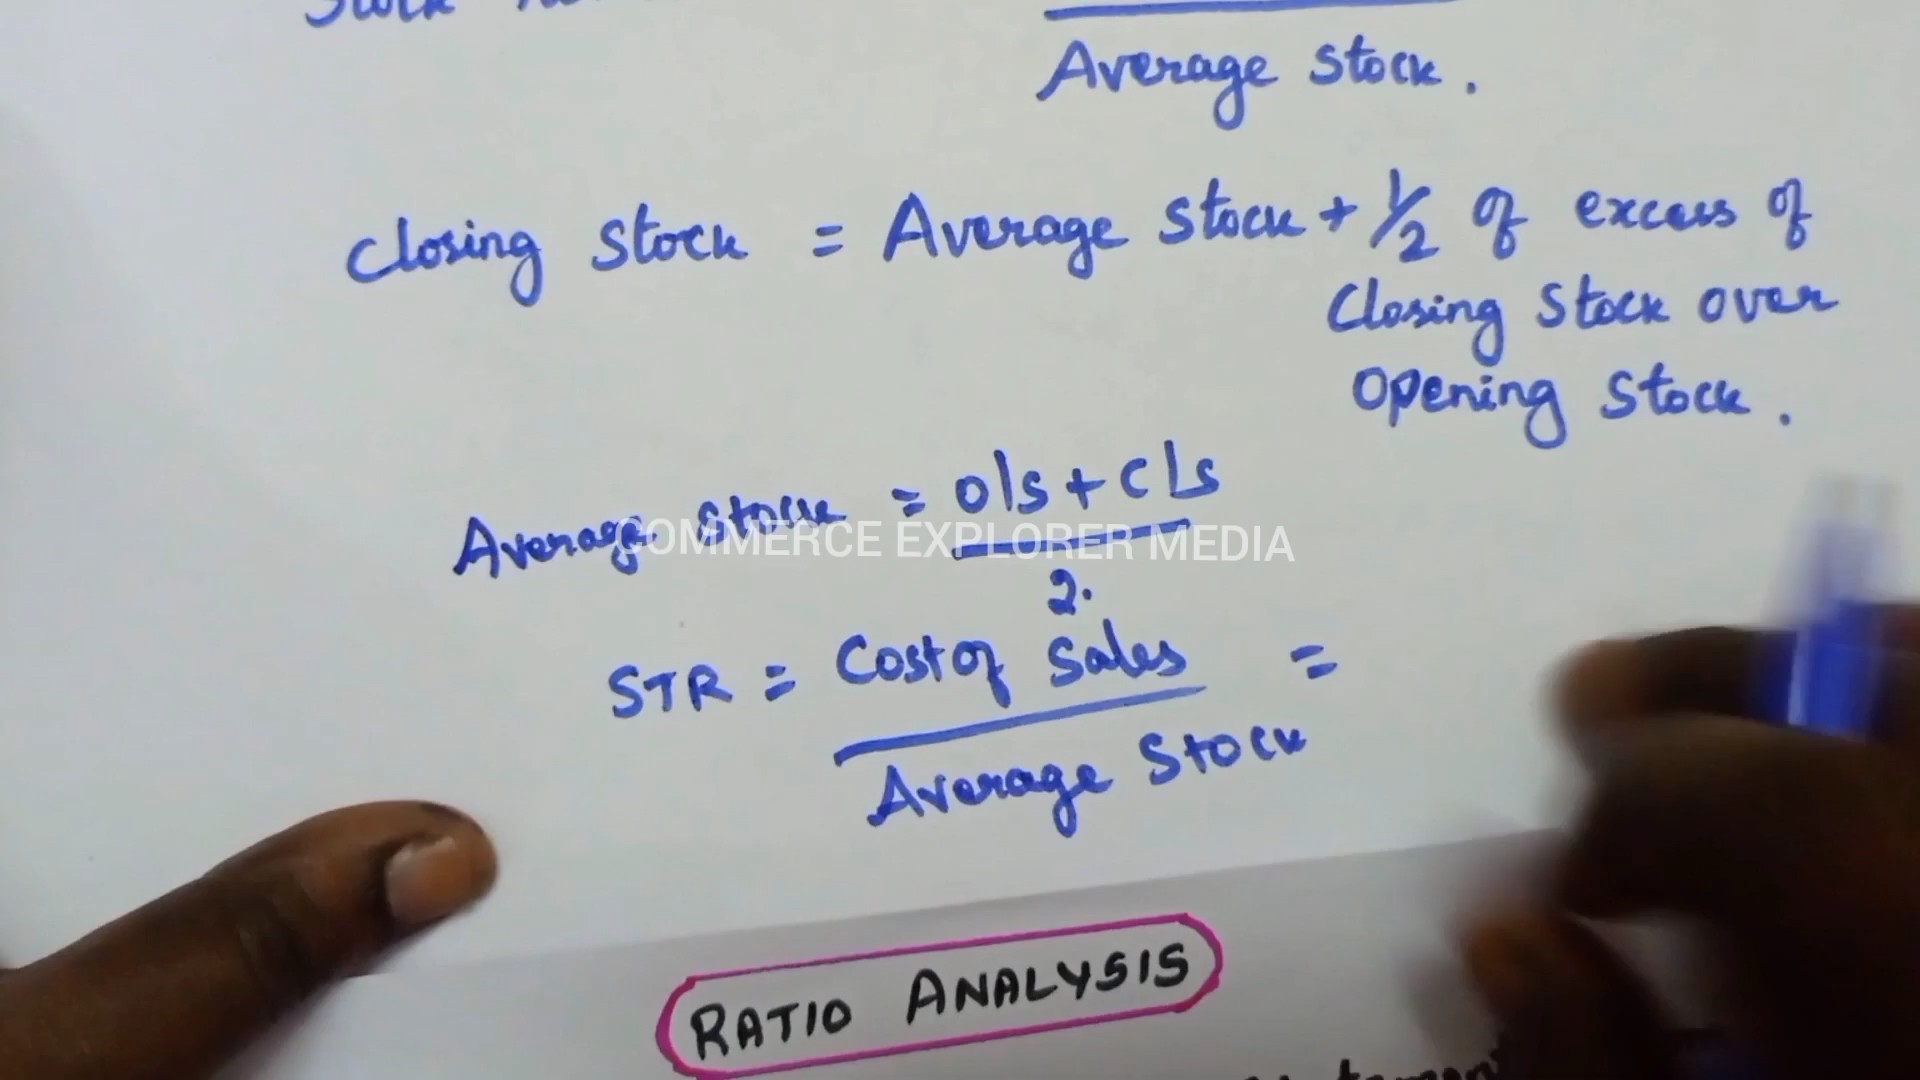 Stock
Average Stock.
Closing Stock = Average Stock + 1/2 of excess of
Closing Stock over
Opening Stock.
Average Stock = O/s + C/s
2.
COMMERCE EXPLORER MEDIA
STR = Cost of Sales =
Average Stock
RATIO ANALYSIS